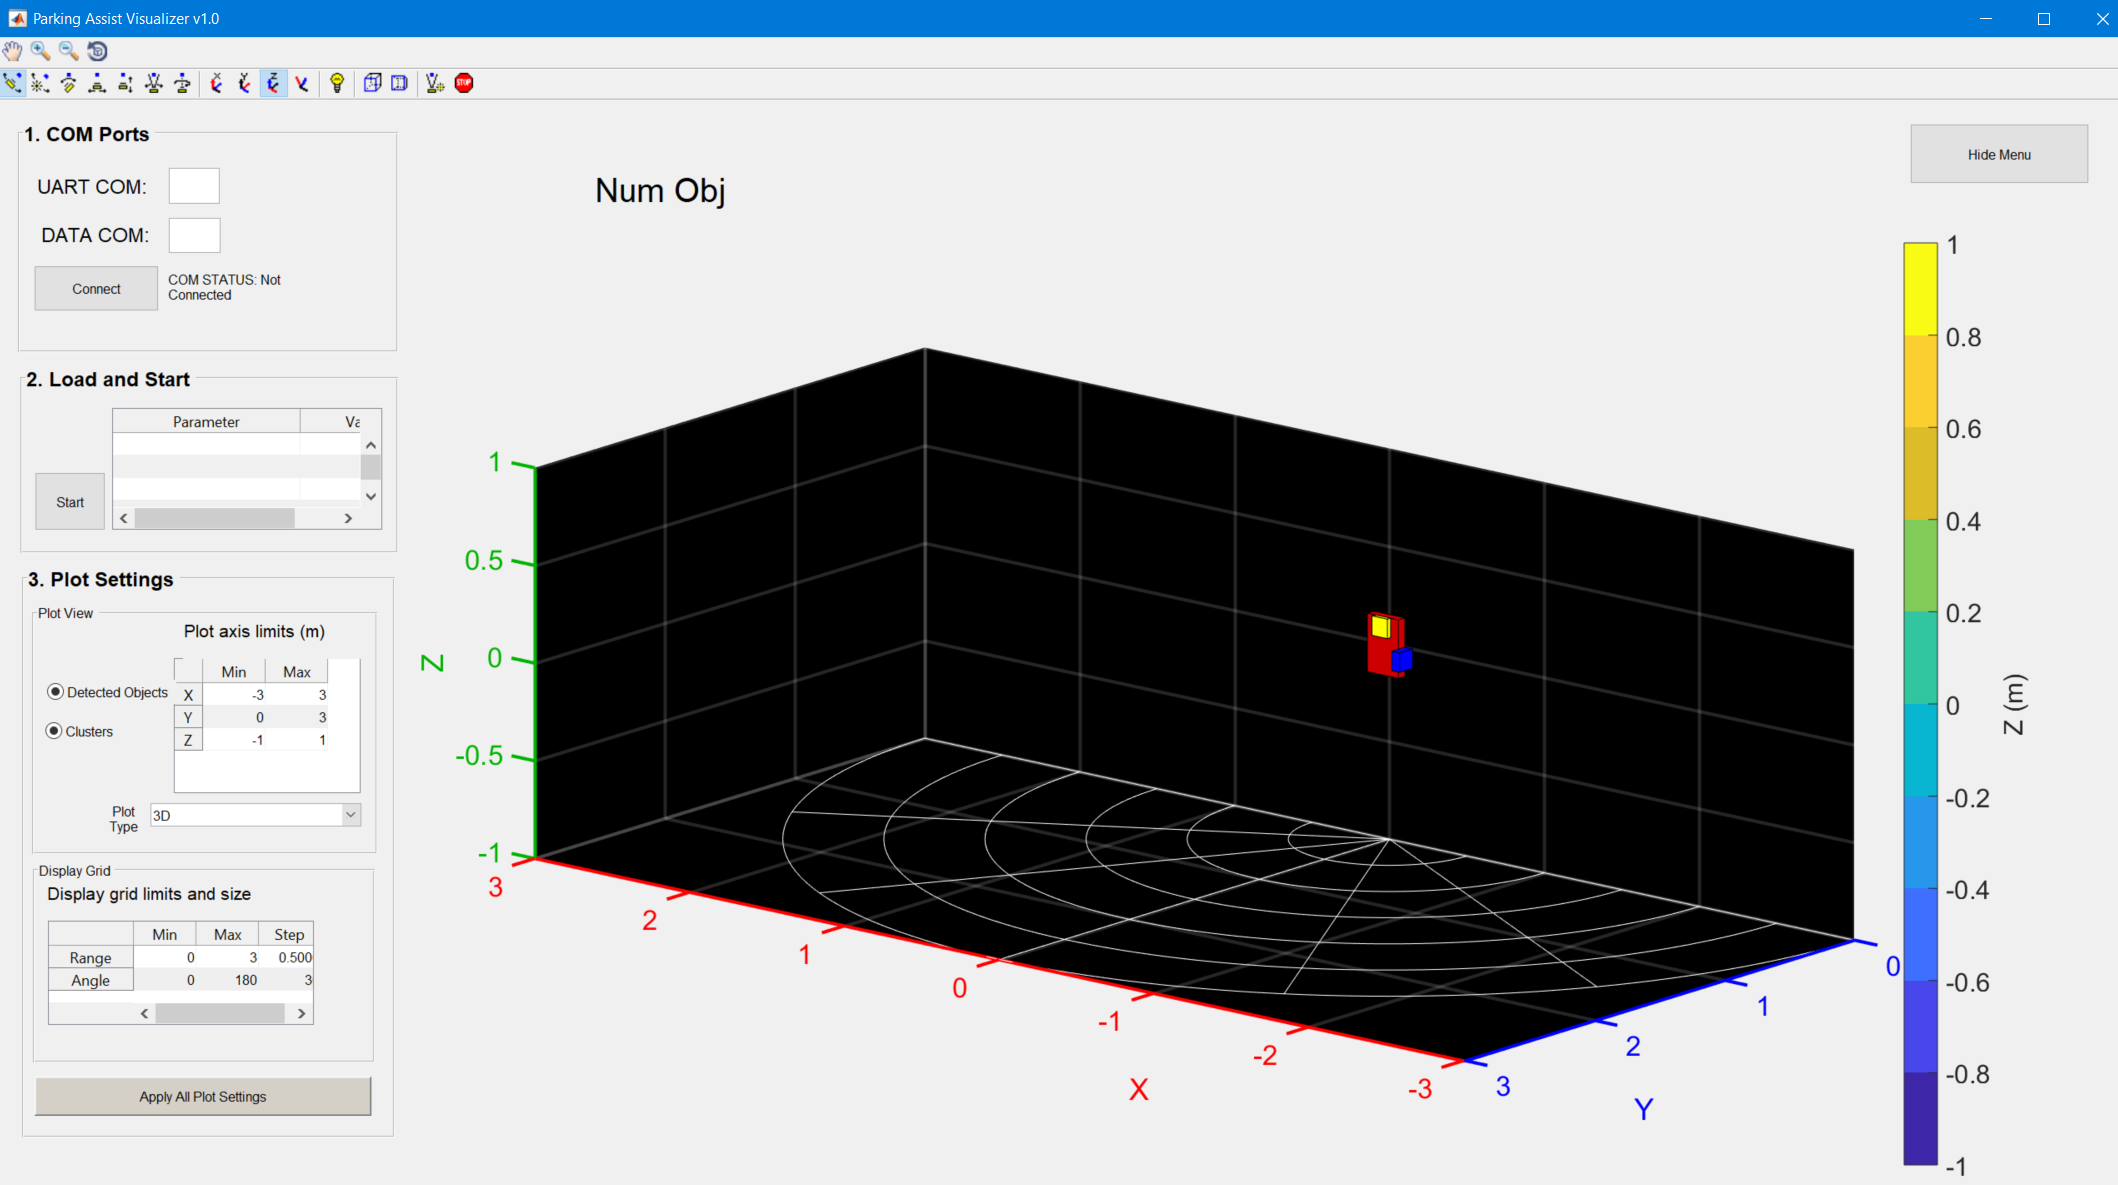 Parking Assist Visualizer v1.0
1. COM Ports
UART COM:
DATA COM:
Connect
COM STATUS: Not
Connected
2. Load and Start
Parameter
Va
Start
3. Plot Settings
Plot View
Plot axis limits (m)
Min Max
X -3 3
Y 0 3
Z -1 1
Detected Objects
Clusters
Plot
Type
3D
Display Grid
Display grid limits and size
Min Max Step
Range 0 3 0.500
Angle 0 180 3
Apply All Plot Settings
Num Obj
Hide Menu
1
0.5
0
-0.5
-1
Z
3
2
1
0
-1
-2
-3
X
3
2
1
0
Y
1
0.8
0.6
0.4
0.2
0
-0.2
-0.4
-0.6
-0.8
-1
Z (m)
STOP